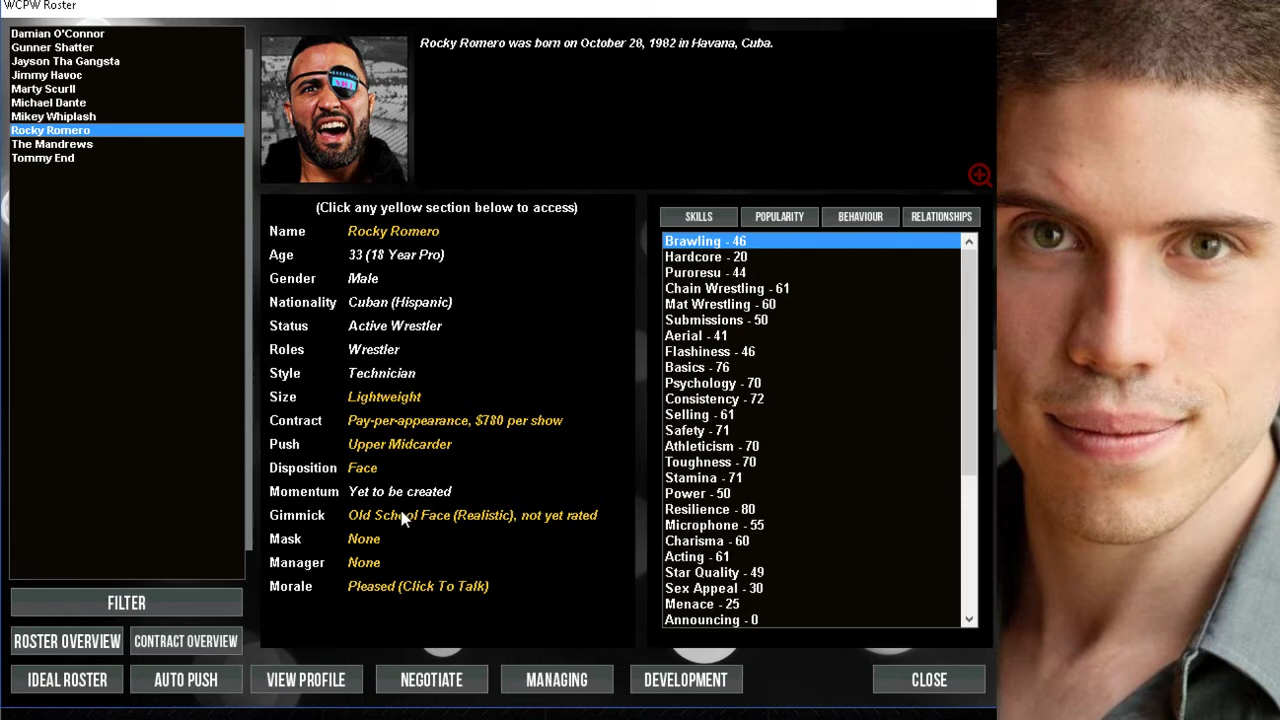 WCPW Roster
Damian O'Connor
Gunner Shatter
Jayson Tha Gangsta
Jimmy Havoc
Marty Scurll
Michael Dante
Mikey Whiplash
Rocky Romero
The Mandrews
Tommy End
Rocky Romero was born on October 28, 1982 in Havana, Cuba.
(Click any yellow section below to access)
Name Rocky Romero
Age 33 (18 Year Pro)
Gender Male
Nationality Cuban (Hispanic)
Status Active Wrestler
Roles Wrestler
Style Technician
Size Lightweight
Contract Pay-per-appearance, $780 per show
Push Upper Midcarder
Disposition Face
Momentum Yet to be created
Gimmick Old School Face (Realistic), not yet rated
Mask None
Manager None
Morale Pleased (Click To Talk)
SKILLS POPULARITY BEHAVIOUR RELATIONSHIPS
Brawling - 46
Hardcore - 20
Puroresu - 44
Chain Wrestling - 61
Mat Wrestling - 60
Submissions - 50
Aerial - 41
Flashiness - 46
Basics - 76
Psychology - 70
Consistency - 72
Selling - 61
Safety - 71
Athleticism - 70
Toughness - 70
Stamina - 71
Power - 50
Resilience - 80
Microphone - 55
Charisma - 60
Acting - 61
Star Quality - 49
Sex Appeal - 30
Menace - 25
Announcing - 0
FILTER
ROSTER OVERVIEW CONTRACT OVERVIEW
IDEAL ROSTER AUTO PUSH VIEW PROFILE NEGOTIATE MANAGING DEVELOPMENT CLOSE